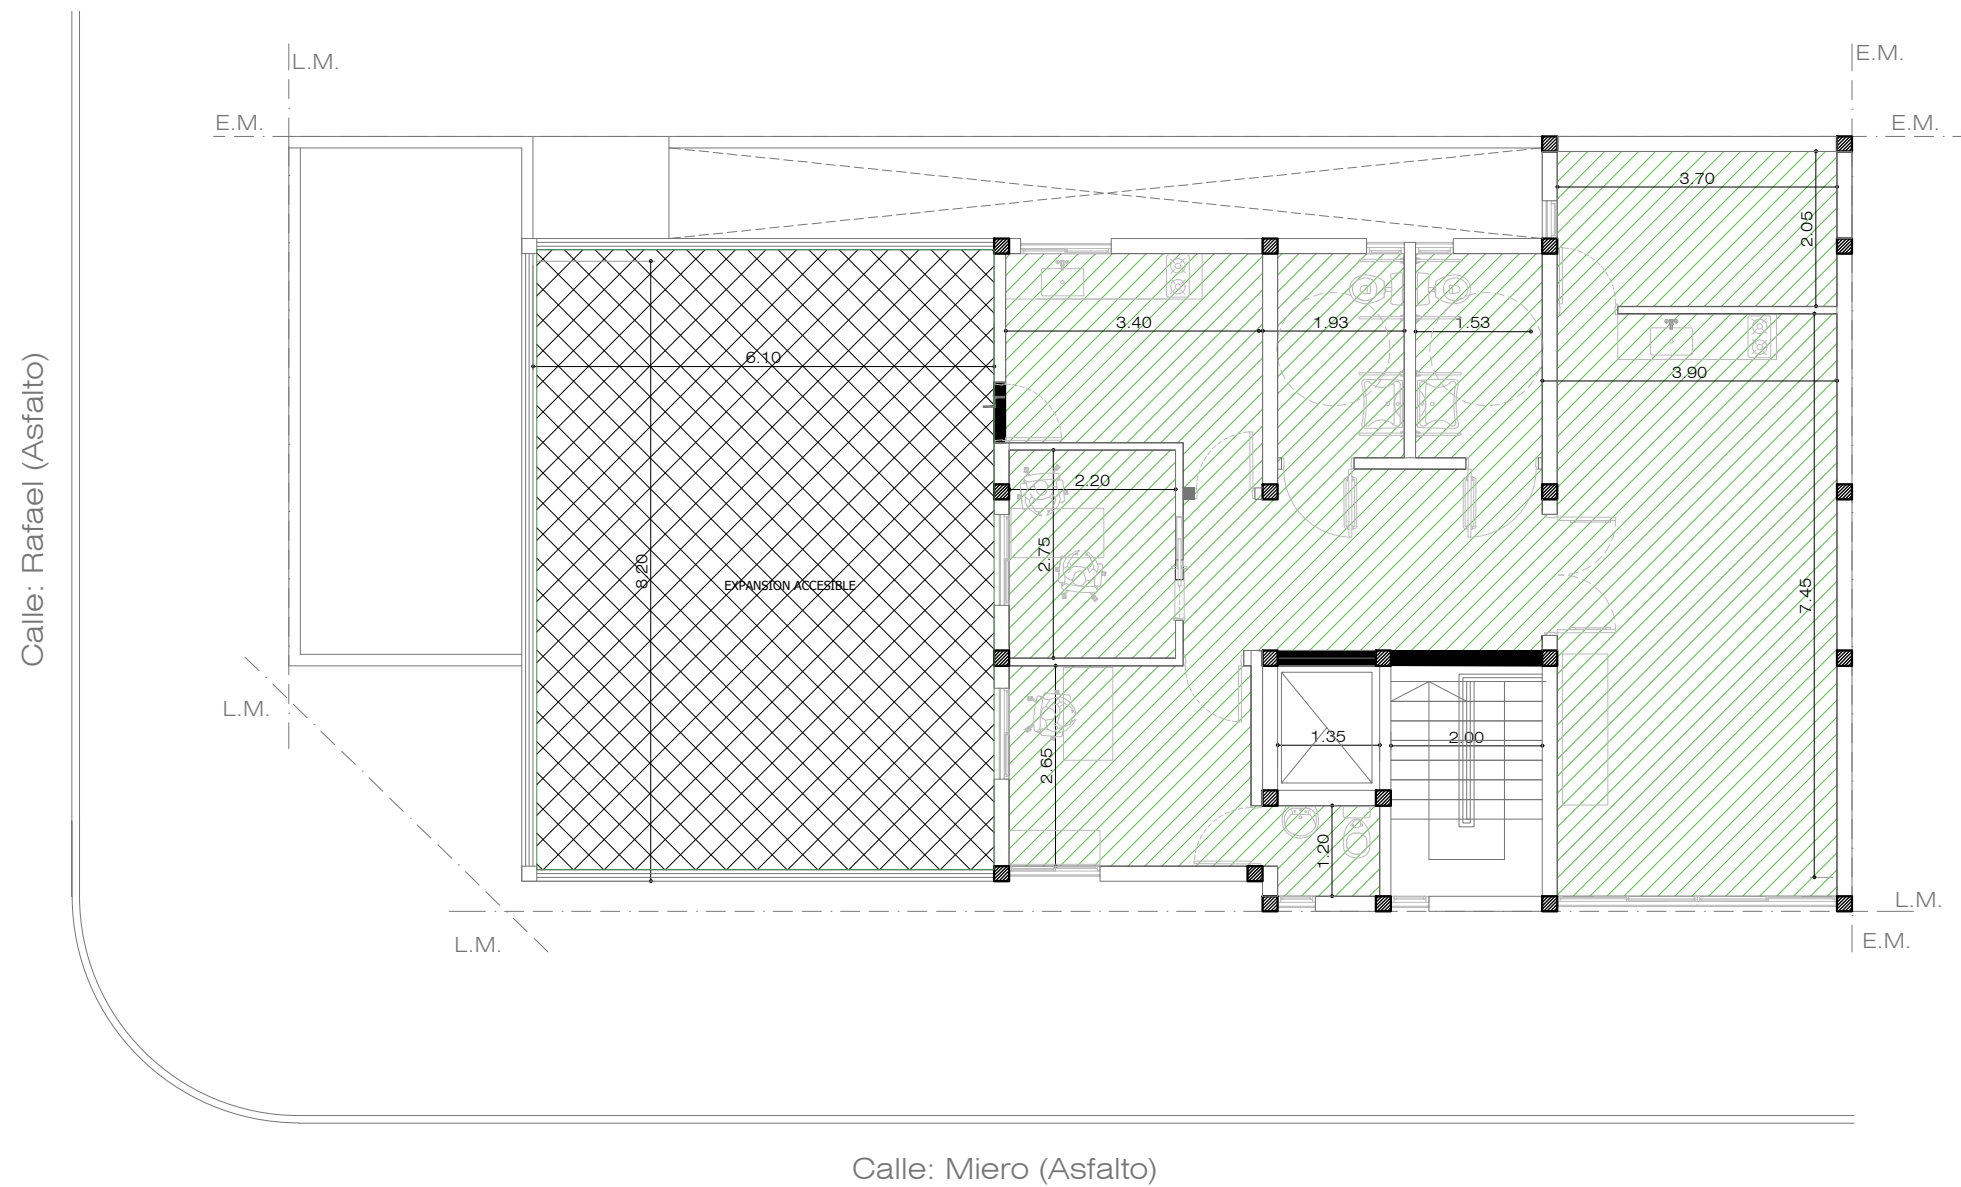 L.M.
E.M.
E.M.
E.M.
3.70
2.05
3.40
1.93
1.53
6.10
3.90
2.20
2.75
8.20
EXPANSION ACCESIBLE
7.45
Calle: Rafael (Asfalto)
L.M.
1.35
2.00
2.65
1.20
L.M.
L.M.
E.M.
Calle: Miero (Asfalto)